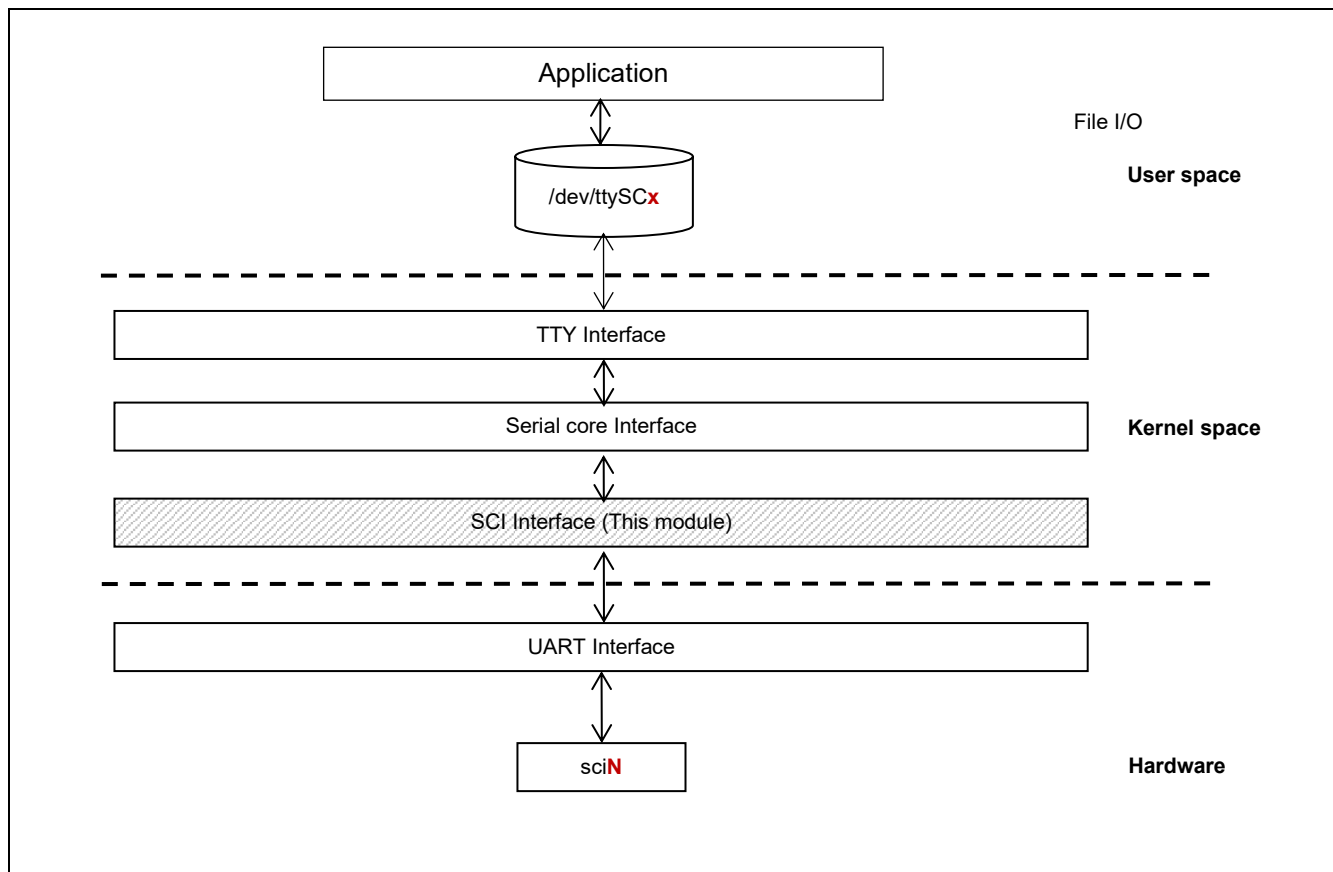 Application
File I/O
User space
/dev/ttySCx
TTY Interface
Serial core Interface
Kernel space
SCI Interface (This module)
UART Interface
sciN
Hardware